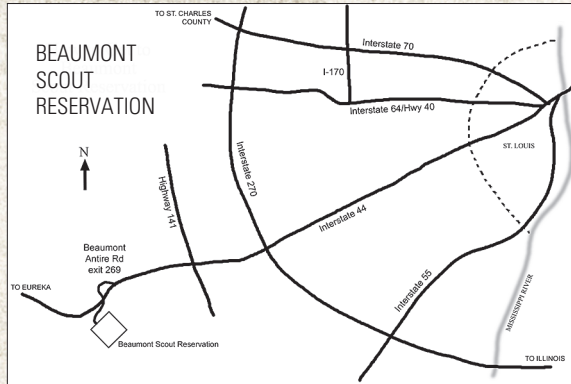 TO ST. CHARLES
COUNTY
BEAUMONT
SCOUT
RESERVATION
Interstate 70
I-170
Interstate 64/Hwy 40
ST. LOUIS
N
Interstate 270
Highway 141
Interstate 44
Beaumont
Antire Rd
exit 269
Interstate 55
MISSISSIPPI RIVER
TO EUREKA
Beaumont Scout Reservation
TO ILLINOIS